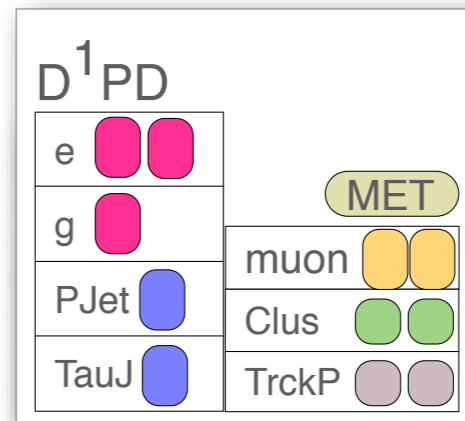 D¹PD
e
g
PJet
TauJ
MET
muon
Clus
TrckP